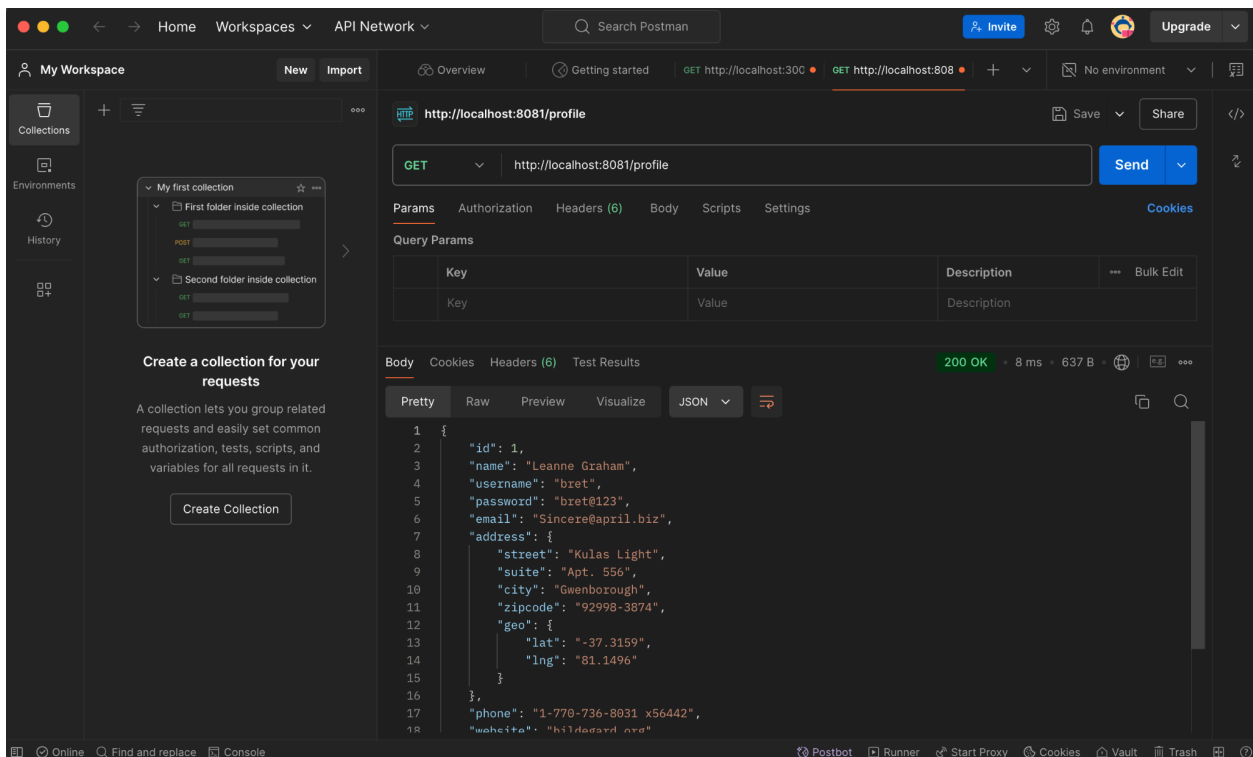 Home Workspaces API Network Search Postman Invite Upgrade
My Workspace New Import Overview Getting started GET http://localhost:300 GET http://localhost:808 No environment
Collections
Environments
History
My first collection
First folder inside collection
GET
POST
GET
Second folder inside collection
GET
GET
Create a collection for your
requests
A collection lets you group related
requests and easily set common
authorization, tests, scripts, and
variables for all requests in it.
Create Collection
HTTP http://localhost:8081/profile Save Share
GET http://localhost:8081/profile Send
Params Authorization Headers (6) Body Scripts Settings Cookies
Query Params
Key Value Description Bulk Edit
Key Value Description
Body Cookies Headers (6) Test Results 200 OK 8 ms 637 B e.g.
Pretty Raw Preview Visualize JSON
1 {
2 "id": 1,
3 "name": "Leanne Graham",
4 "username": "bret",
5 "password": "bret@123",
6 "email": "Sincere@april.biz",
7 "address": {
8 "street": "Kulas Light",
9 "suite": "Apt. 556",
10 "city": "Gwenborough",
11 "zipcode": "92998-3874",
12 "geo": {
13 "lat": "-37.3159",
14 "lng": "81.1496"
15 }
16 },
17 "phone": "1-770-736-8031 x56442",
18 "website": "hildegard.org"
Online Find and replace Console Postbot Runner Start Proxy Cookies Vault Trash